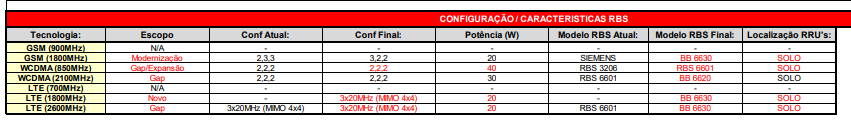 CONFIGURAÇÃO / CARACTERISTICAS RBS
Tecnologia: Escopo Conf Atual: Conf Final: Potência (W) Modelo RBS Atual: Modelo RBS Final: Localização RRU's:
GSM (900MHz) N/A - - - - - -
GSM (1800MHz) Modernização 2,3,3 3,2,2 20 SIEMENS BB 6630 SOLO
WCDMA (850MHz) Gap/Expansão 2,2,2 2,2,2 40 RBS 3206 RBS 6601 SOLO
WCDMA (2100MHz) Gap 2,2,2 2,2,2 30 RBS 6601 BB 6620 SOLO
LTE (700MHz) N/A - - - - - -
LTE (1800MHz) Novo - 3x20MHz (MIMO 4x4) 20 - BB 6630 SOLO
LTE (2600MHz) Gap 3x20MHz (MIMO 4x4) 3x20MHz (MIMO 4x4) 20 RBS 6601 BB 6630 SOLO